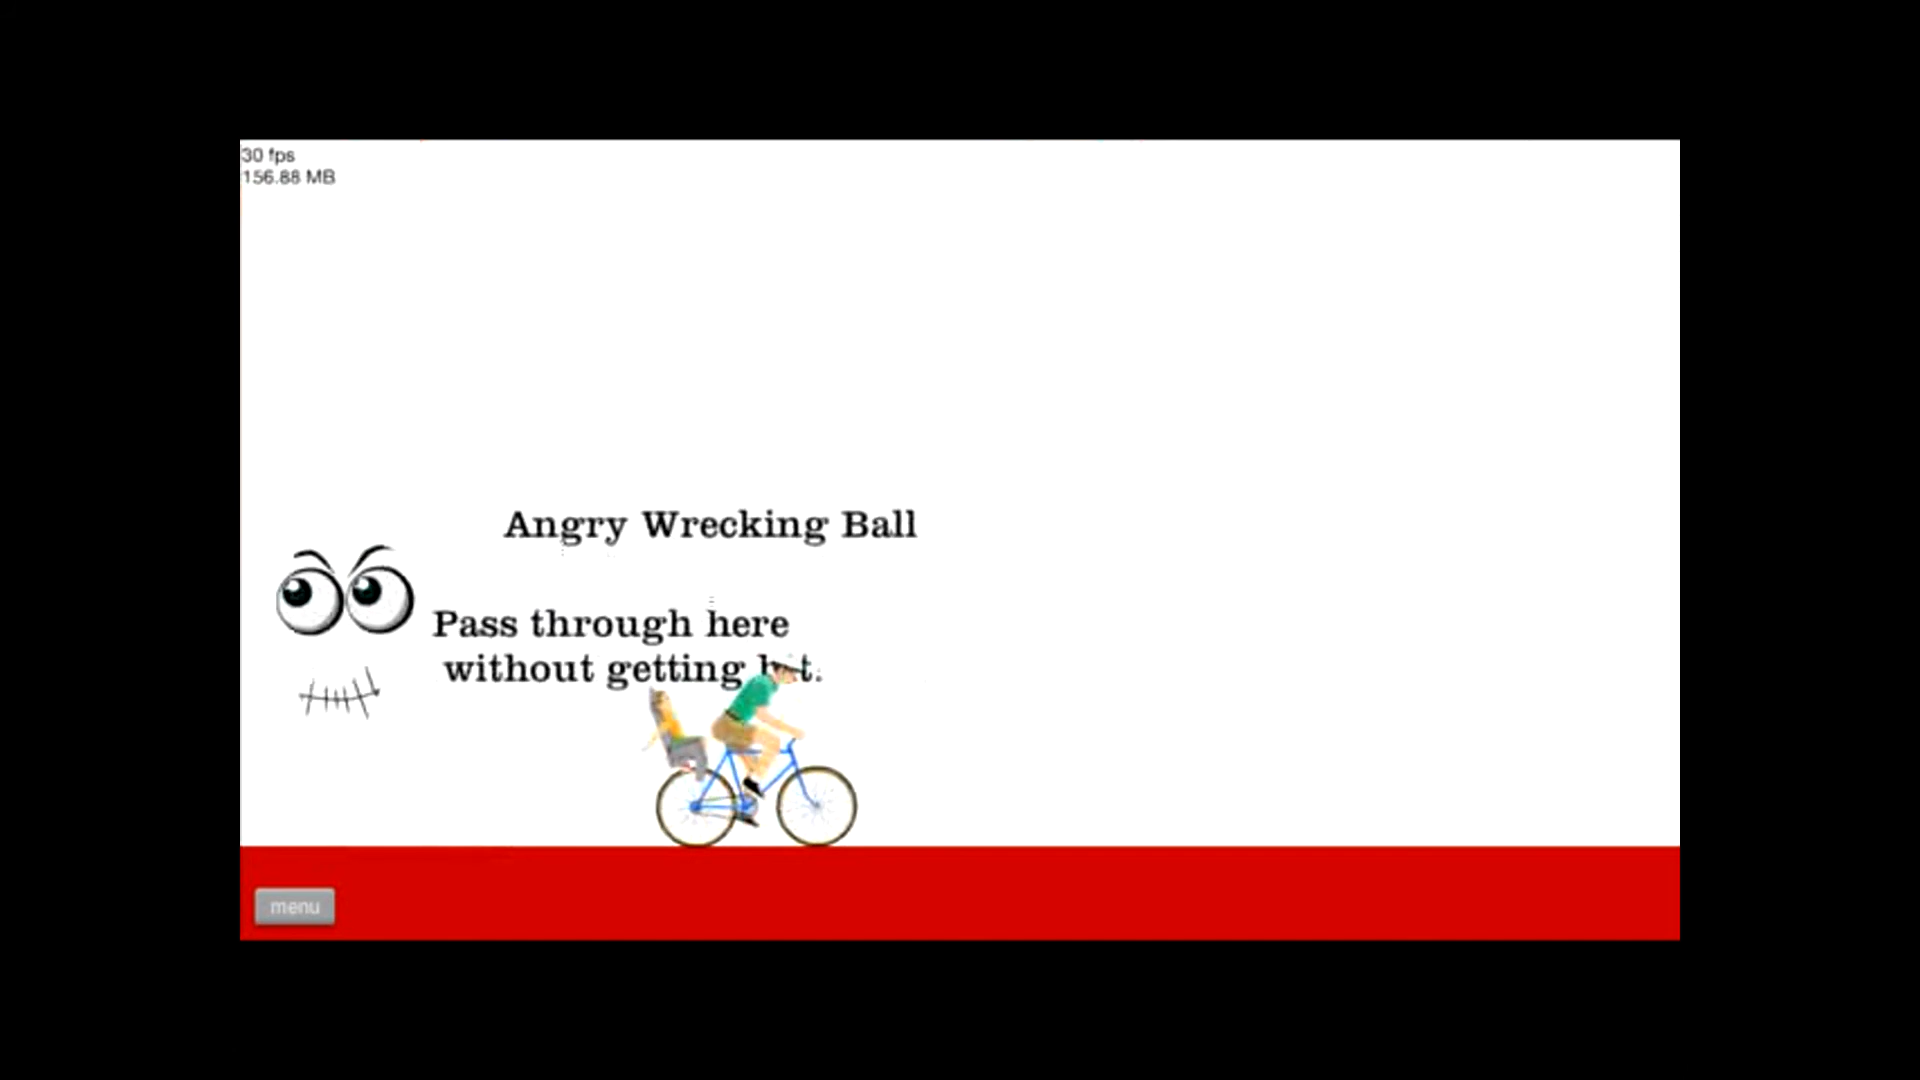 30 fps
156.88 MB
Angry Wrecking Ball
Pass through here
without getting
menu